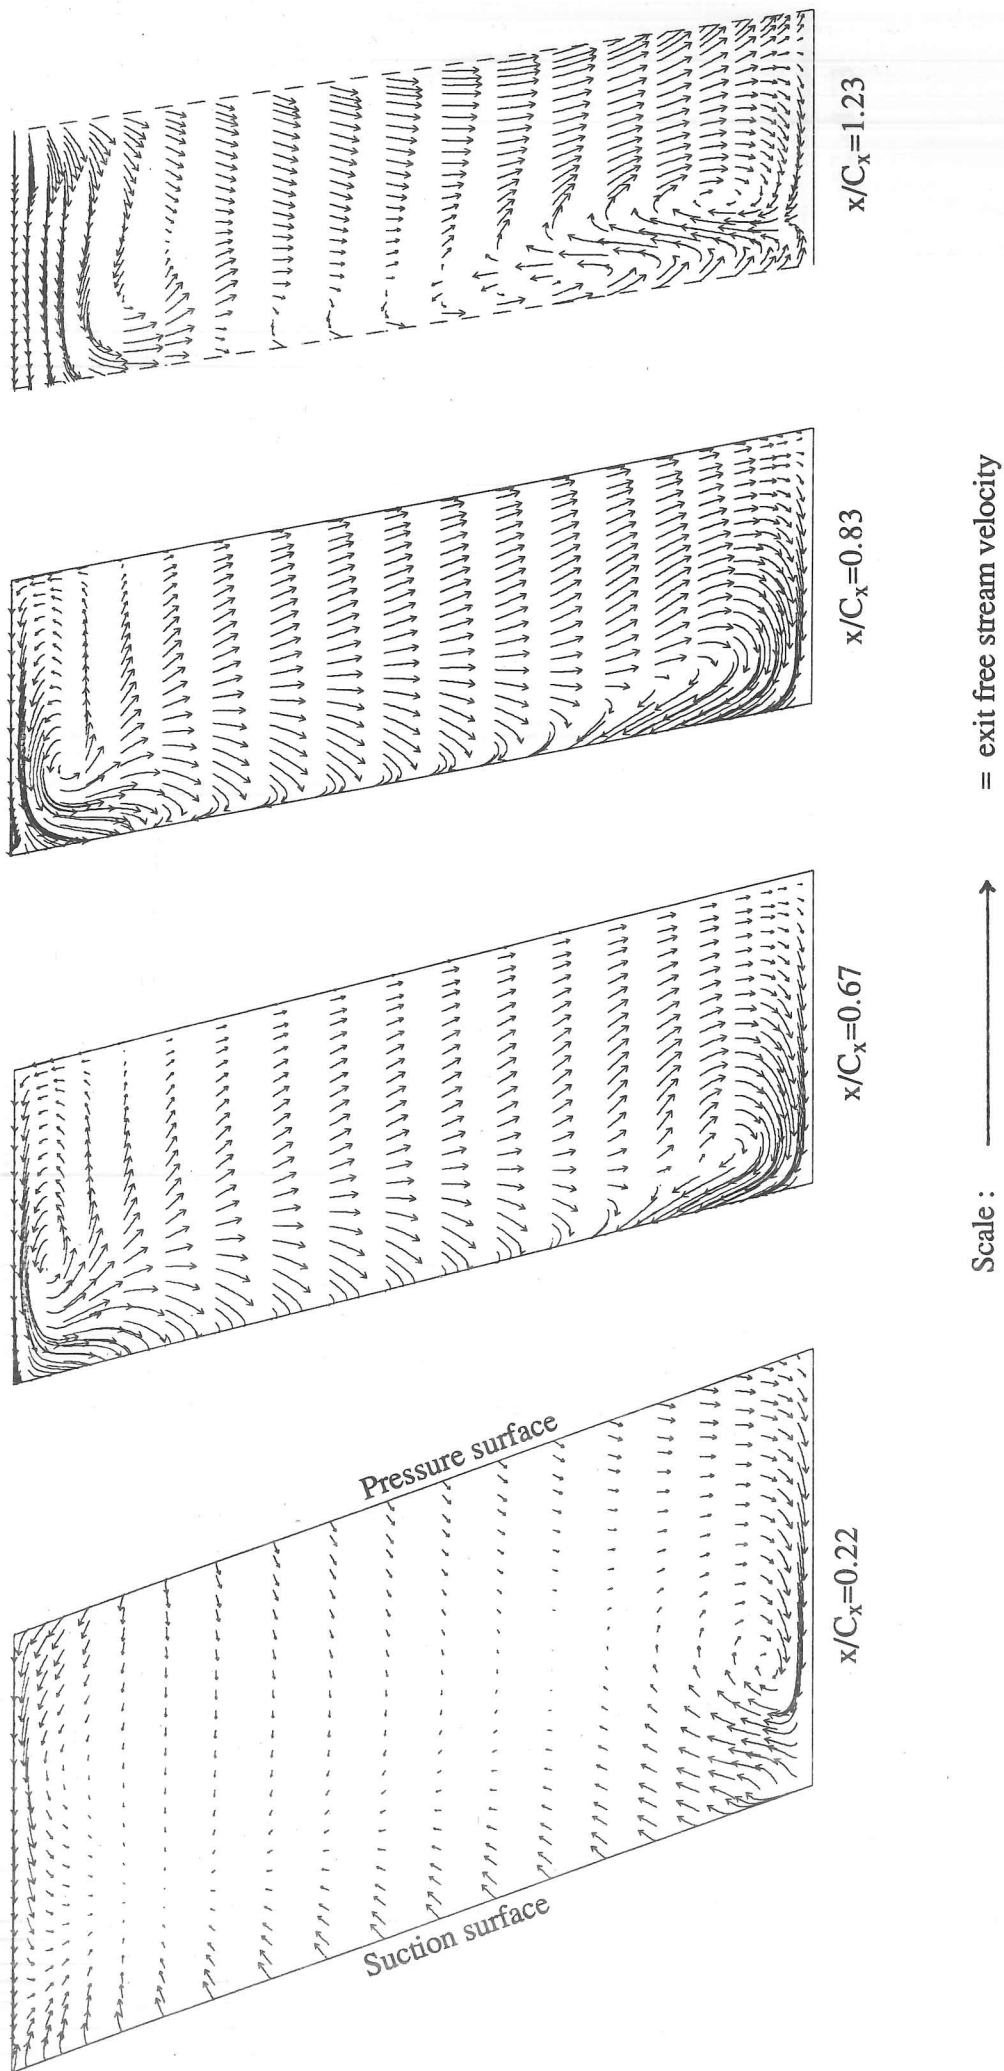 x/Cx=1.23
x/Cx=0.83
x/Cx=0.67
Pressure surface
Suction surface
x/Cx=0.22
Scale : = exit free stream velocity